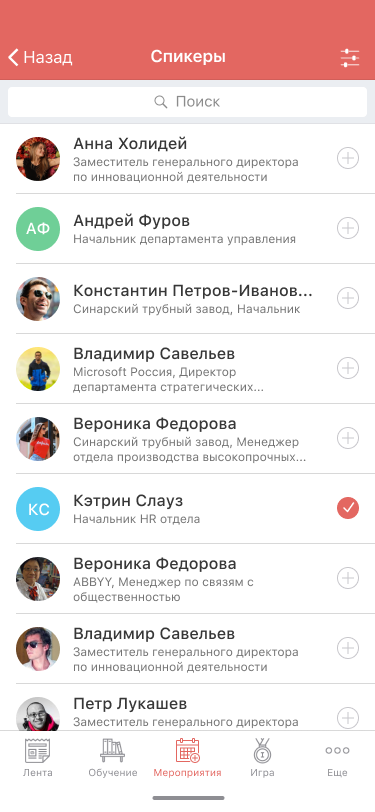 Назад
Спикеры
Поиск
Анна Холидей
Заместитель генерального директора
по инновационной деятельности
АФ
Андрей Фуров
Начальник департамента управления
Константин Петров-Иванов...
Синарский трубный завод, Начальник
Владимир Савельев
Microsoft Россия, Директор
департамента стратегических...
Вероника Федорова
Синарский трубный завод, Менеджер
отдела производства высокопрочных...
КС
Кэтрин Слауз
Начальник HR отдела
Вероника Федорова
ABBYY, Менеджер по связям с
общественностью
Владимир Савельев
Заместитель генерального директора
по инновационной деятельности
Петр Лукашев
Заместитель генерального директора
Лента
Обучение
Мероприятия
Игра
Еще